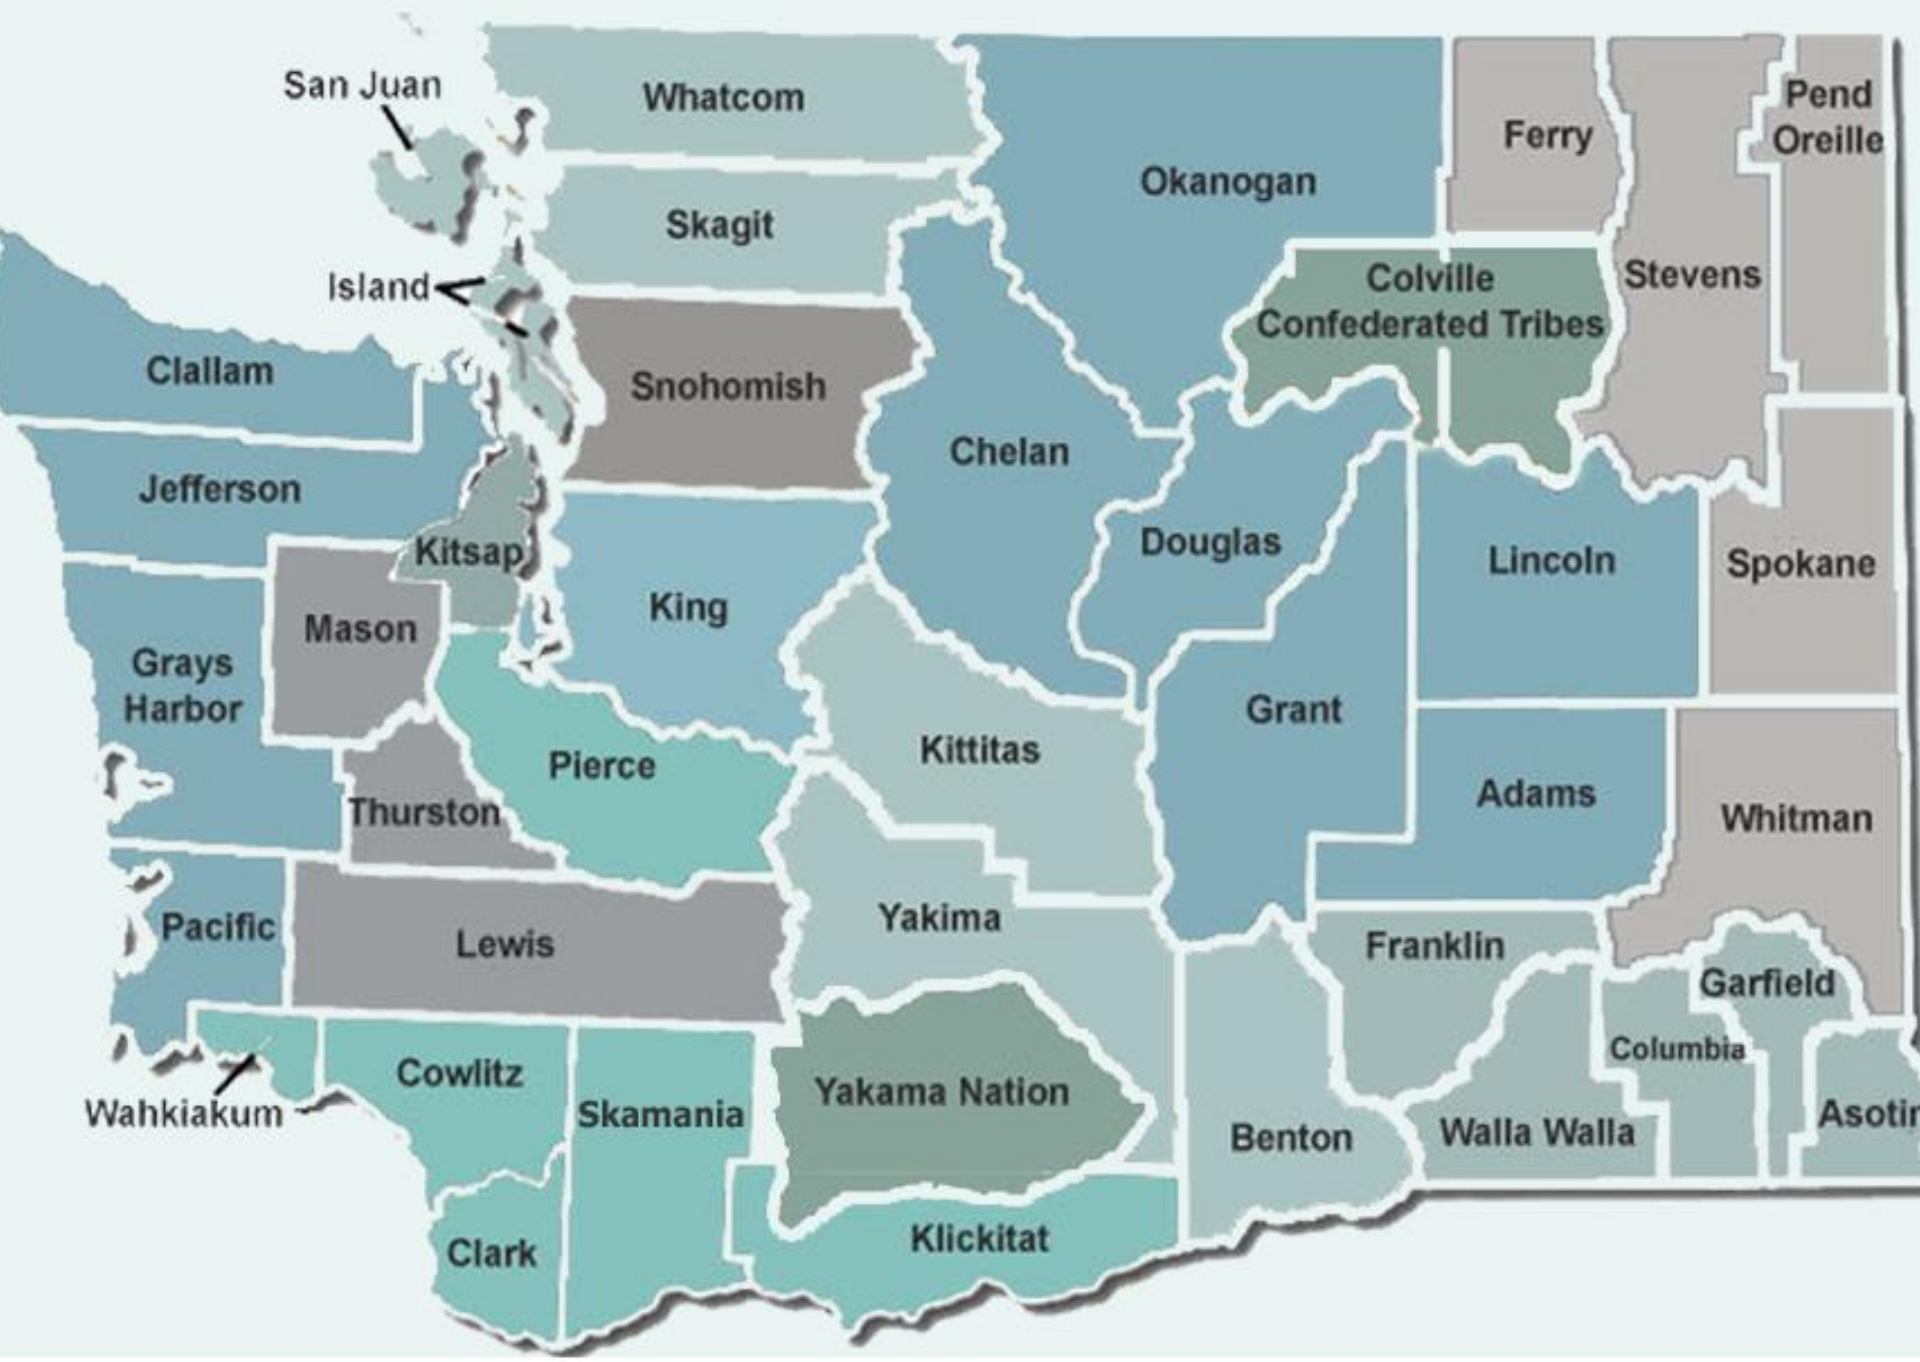 San Juan
Whatcom
Pend
Oreille
Ferry
Okanogan
Skagit
Stevens
Colville
Confederated Tribes
Island
Clallam
Snohomish
Chelan
Jefferson
Douglas
Kitsap
Lincoln
Spokane
King
Mason
Grays
Harbor
Grant
Kittitas
Pierce
Adams
Thurston
Whitman
Yakima
Pacific
Lewis
Franklin
Garfield
Columbia
Cowlitz
Yakama Nation
Wahkiakum
Skamania
Asotin
Walla Walla
Benton
Klickitat
Clark